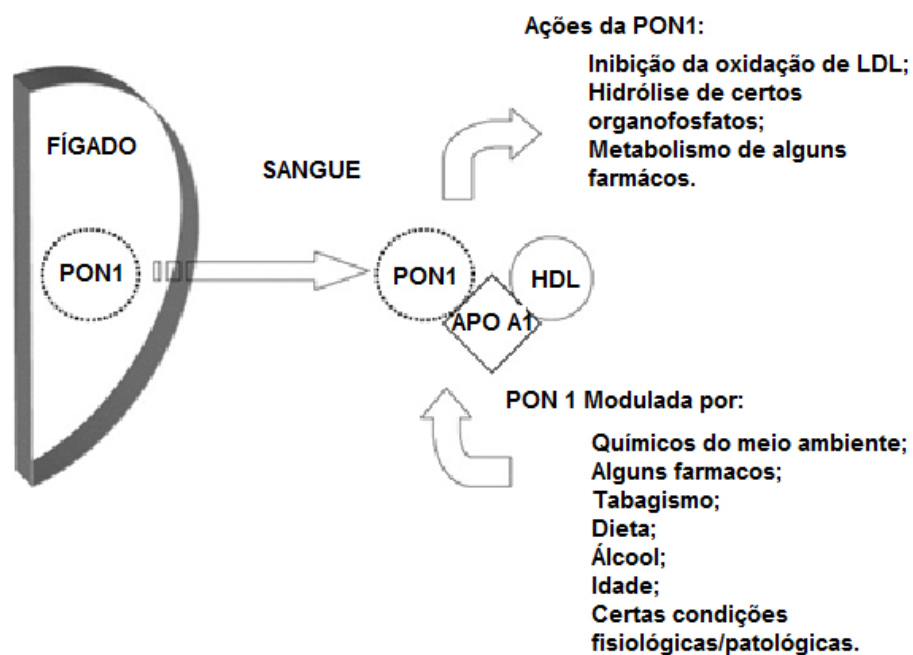 Ações da PON1:
Inibição da oxidação de LDL;
Hidrólise de certos
organofosfatos;
Metabolismo de alguns
farmácos.
FÍGADO
SANGUE
PON1
PON1
HDL
APO A1
PON 1 Modulada por:
Químicos do meio ambiente;
Alguns farmacos;
Tabagismo;
Dieta;
Álcool;
Idade;
Certas condições
fisiológicas/patológicas.